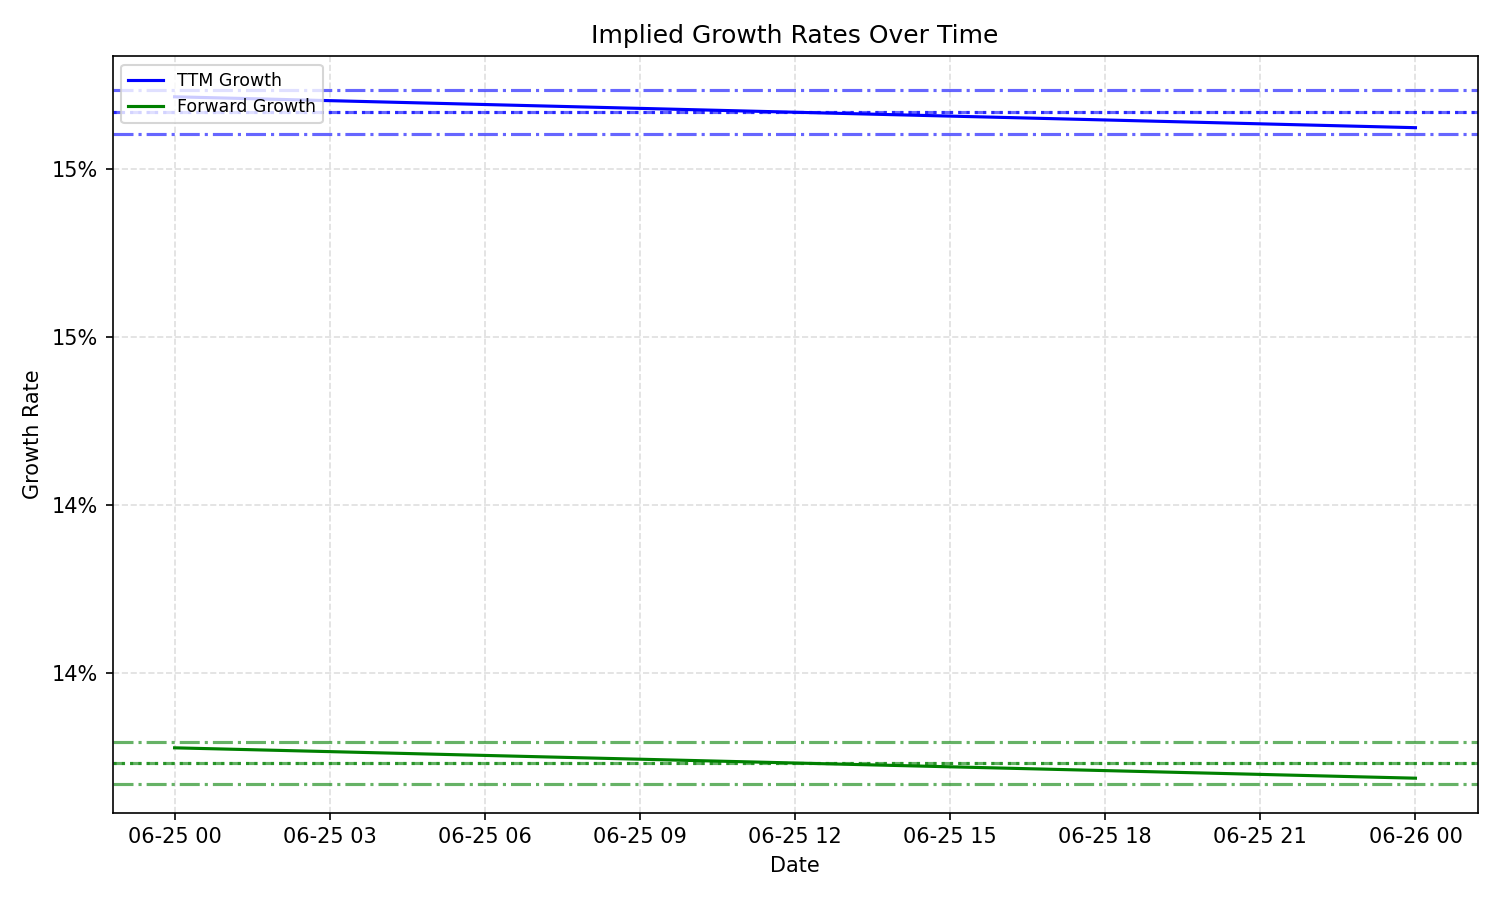 Implied Growth Rates Over Time
TTM Growth
Forward Growth
15%
15%
14%
14%
Growth Rate
06-25 00 06-25 03 06-25 06 06-25 09 06-25 12 06-25 15 06-25 18 06-25 21 06-26 00
Date